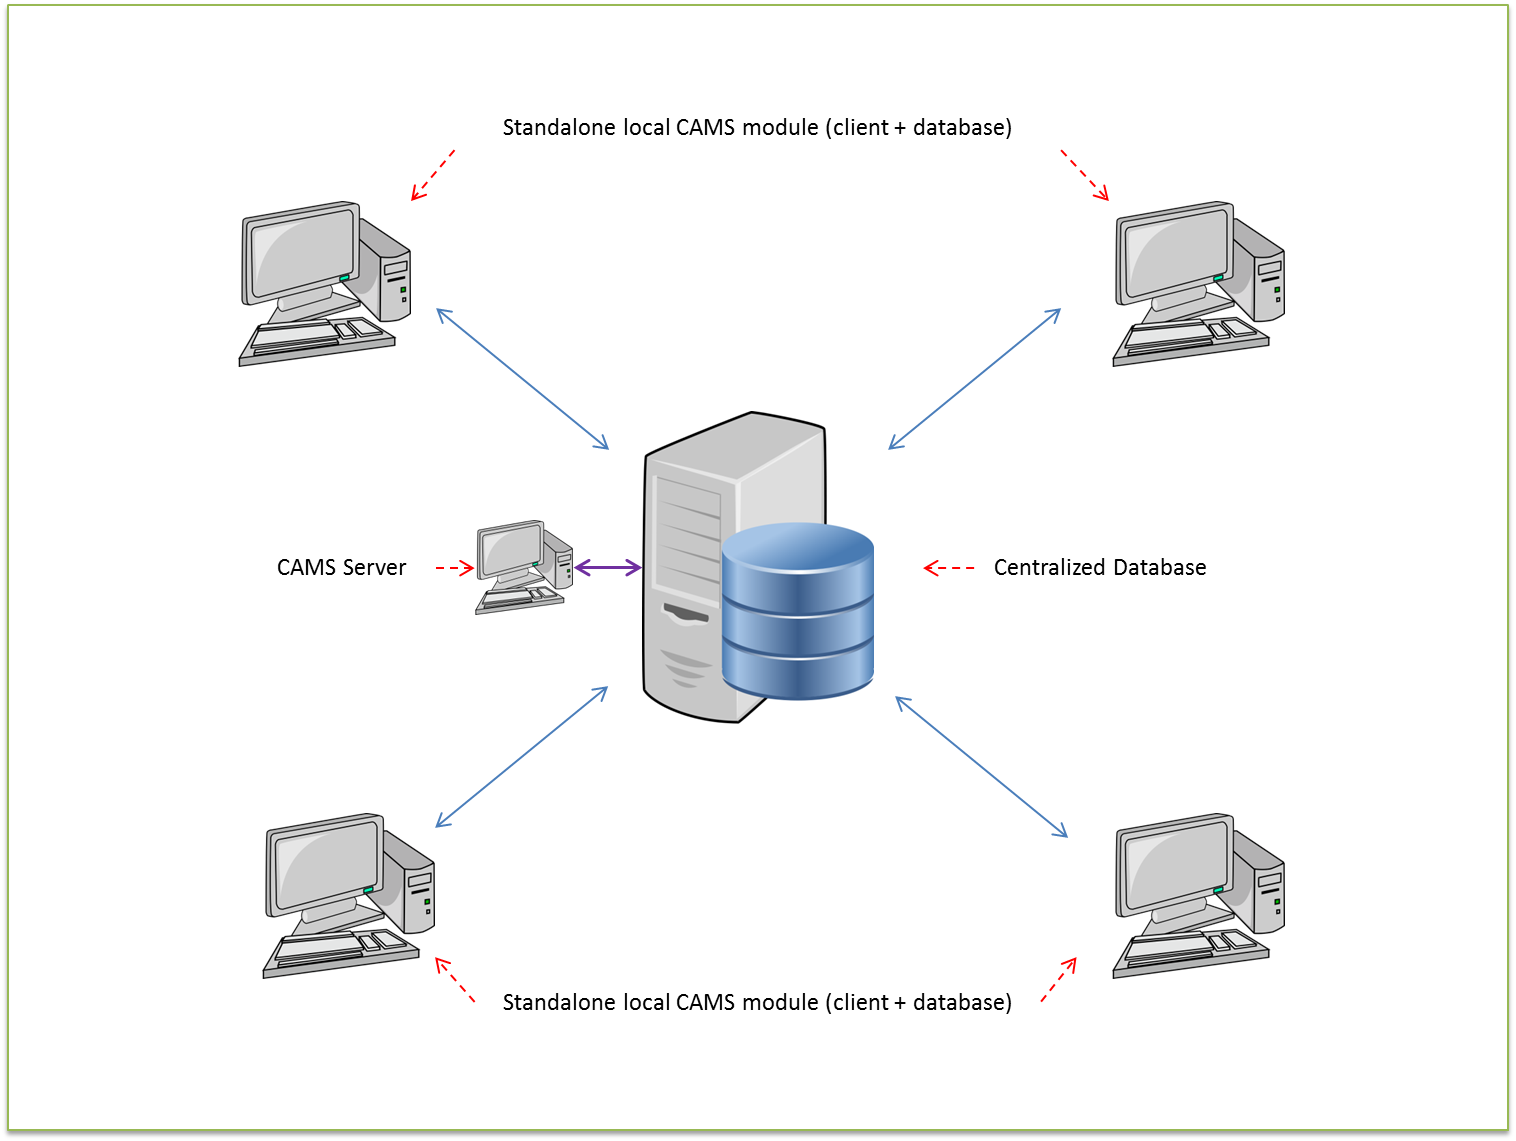 Standalone local CAMS module (client + database)
CAMS Server
Centralized Database
Standalone local CAMS module (client + database)